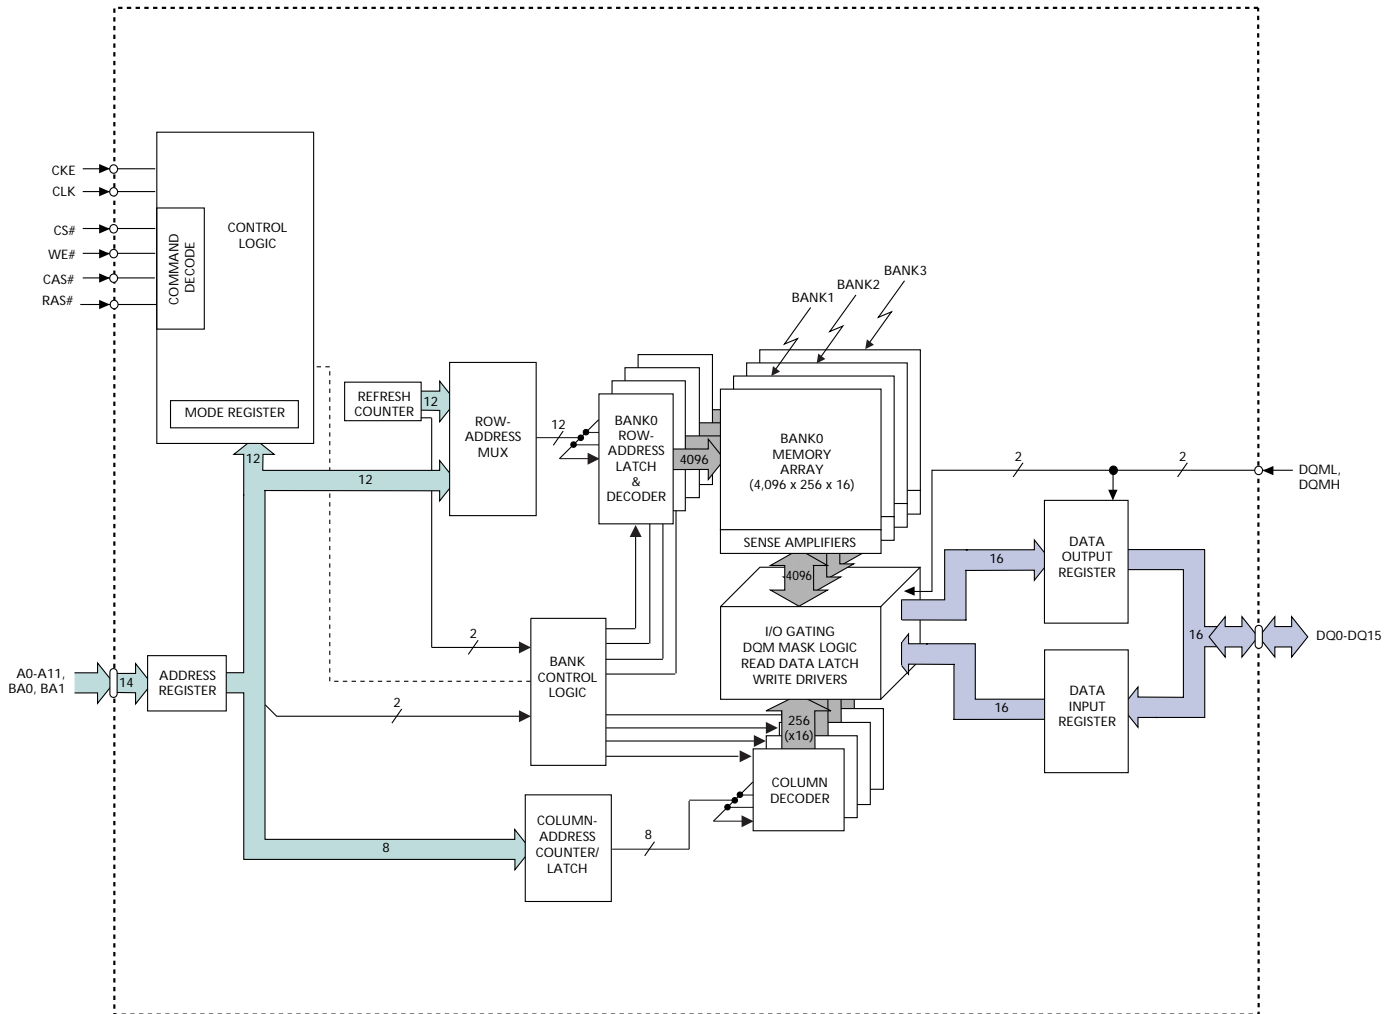 BANK3
BANK2
BANK1
CKE
CLK
CS#
WE#
CAS#
RAS#
COMMAND
DECODE
CONTROL
LOGIC
MODE REGISTER
12
12
REFRESH
COUNTER
12
ROW-
ADDRESS
MUX
12
BANK0
ROW-
ADDRESS
LATCH
&
DECODER
4096
BANK0
MEMORY
ARRAY
(4,096 x 256 x 16)
SENSE AMPLIFIERS
4096
I/O GATING
DQM MASK LOGIC
READ DATA LATCH
WRITE DRIVERS
2
2
DQML,
DQMH
DATA
OUTPUT
REGISTER
16
16
DQ0-DQ15
DATA
INPUT
REGISTER
16
A0-A11,
BA0, BA1
14
ADDRESS
REGISTER
2
2
BANK
CONTROL
LOGIC
256
(x16)
COLUMN
DECODER
8
COLUMN-
ADDRESS
COUNTER/
LATCH
8